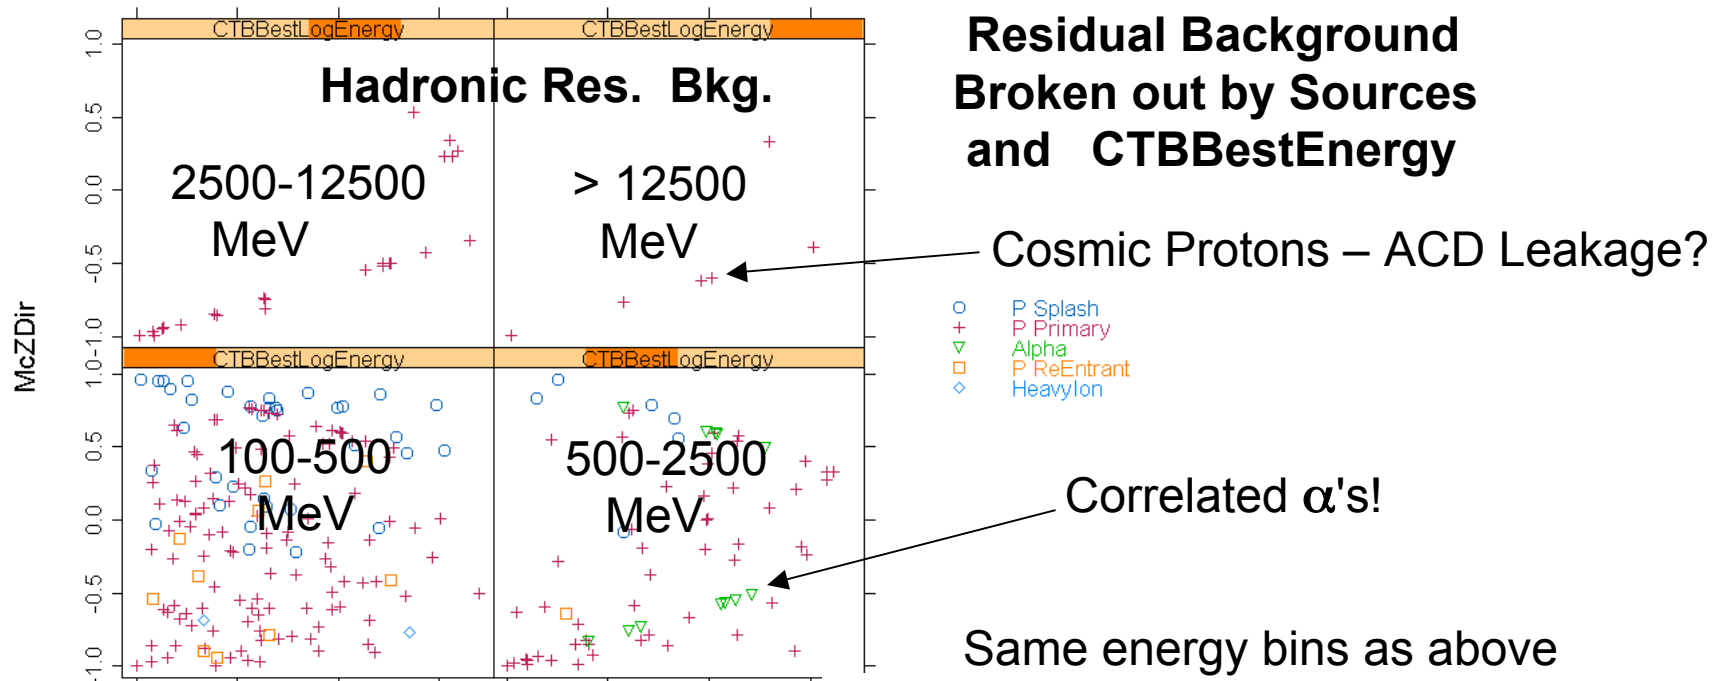 CTBBestLogEnergy
CTBBestLogEnergy
Hadronic Res. Bkg.
2500-12500
MeV
> 12500
MeV
1.0
0.5
0.0
-0.5
-1.0
CTBBestLogEnergy
CTBBestLogEnergy
100-500
MeV
500-2500
MeV
1.0
0.5
0.0
-0.5
-1.0
McZDir
Residual Background
Broken out by Sources
and CTBBestEnergy
Cosmic Protons – ACD Leakage?
P Splash
P Primary
Alpha
P ReEntrant
HeavyIon
Correlated α's!
Same energy bins as above